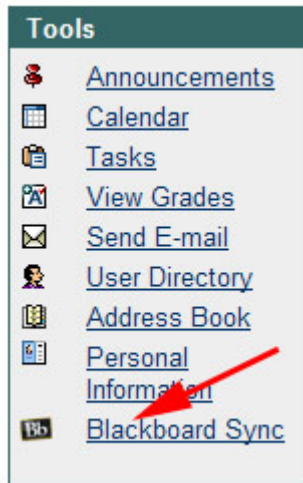 Tools
Announcements
Calendar
Tasks
View Grades
Send E-mail
User Directory
Address Book
Personal
Information
Bb Blackboard Sync